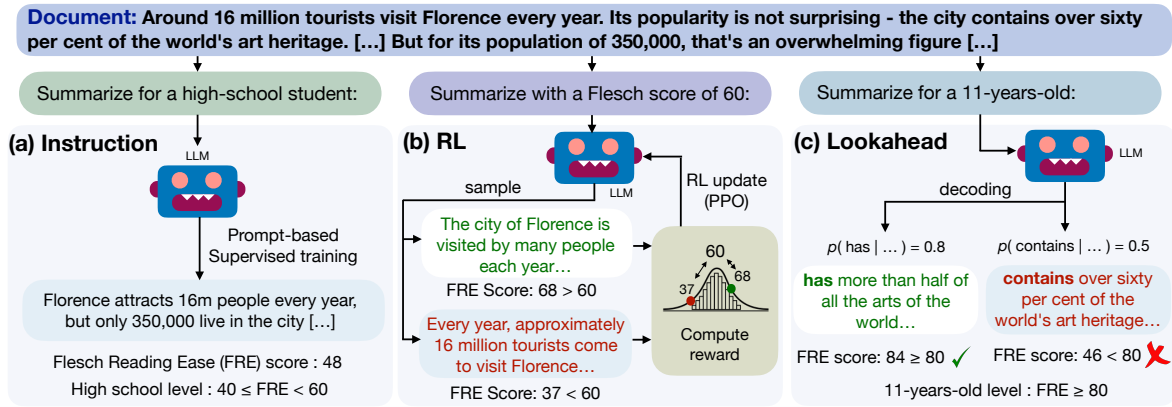 Document: Around 16 million tourists visit Florence every year. Its popularity is not surprising - the city contains over sixty
per cent of the world's art heritage. [...] But for its population of 350,000, that's an overwhelming figure [...]
Summarize for a high-school student:
(a) Instruction
LLM
Prompt-based
Supervised training
Florence attracts 16m people every year,
but only 350,000 live in the city [...]
Flesch Reading Ease (FRE) score : 48
High school level : 40 ≤ FRE < 60
Summarize with a Flesch score of 60:
(b) RL
LLM
sample
RL update
(PPO)
The city of Florence is
visited by many people
each year…
FRE Score: 68 > 60
Every year, approximately
16 million tourists come
to visit Florence…
FRE Score: 37 < 60
60
37
68
Compute
reward
Summarize for a 11-years-old:
(c) Lookahead
LLM
decoding
p( has | … ) = 0.8
has more than half of
all the arts of the
world…
FRE score: 84 ≥ 80
p( contains | … ) = 0.5
contains over sixty
per cent of the
world's art heritage…
FRE score: 46 < 80
11-years-old level : FRE ≥ 80